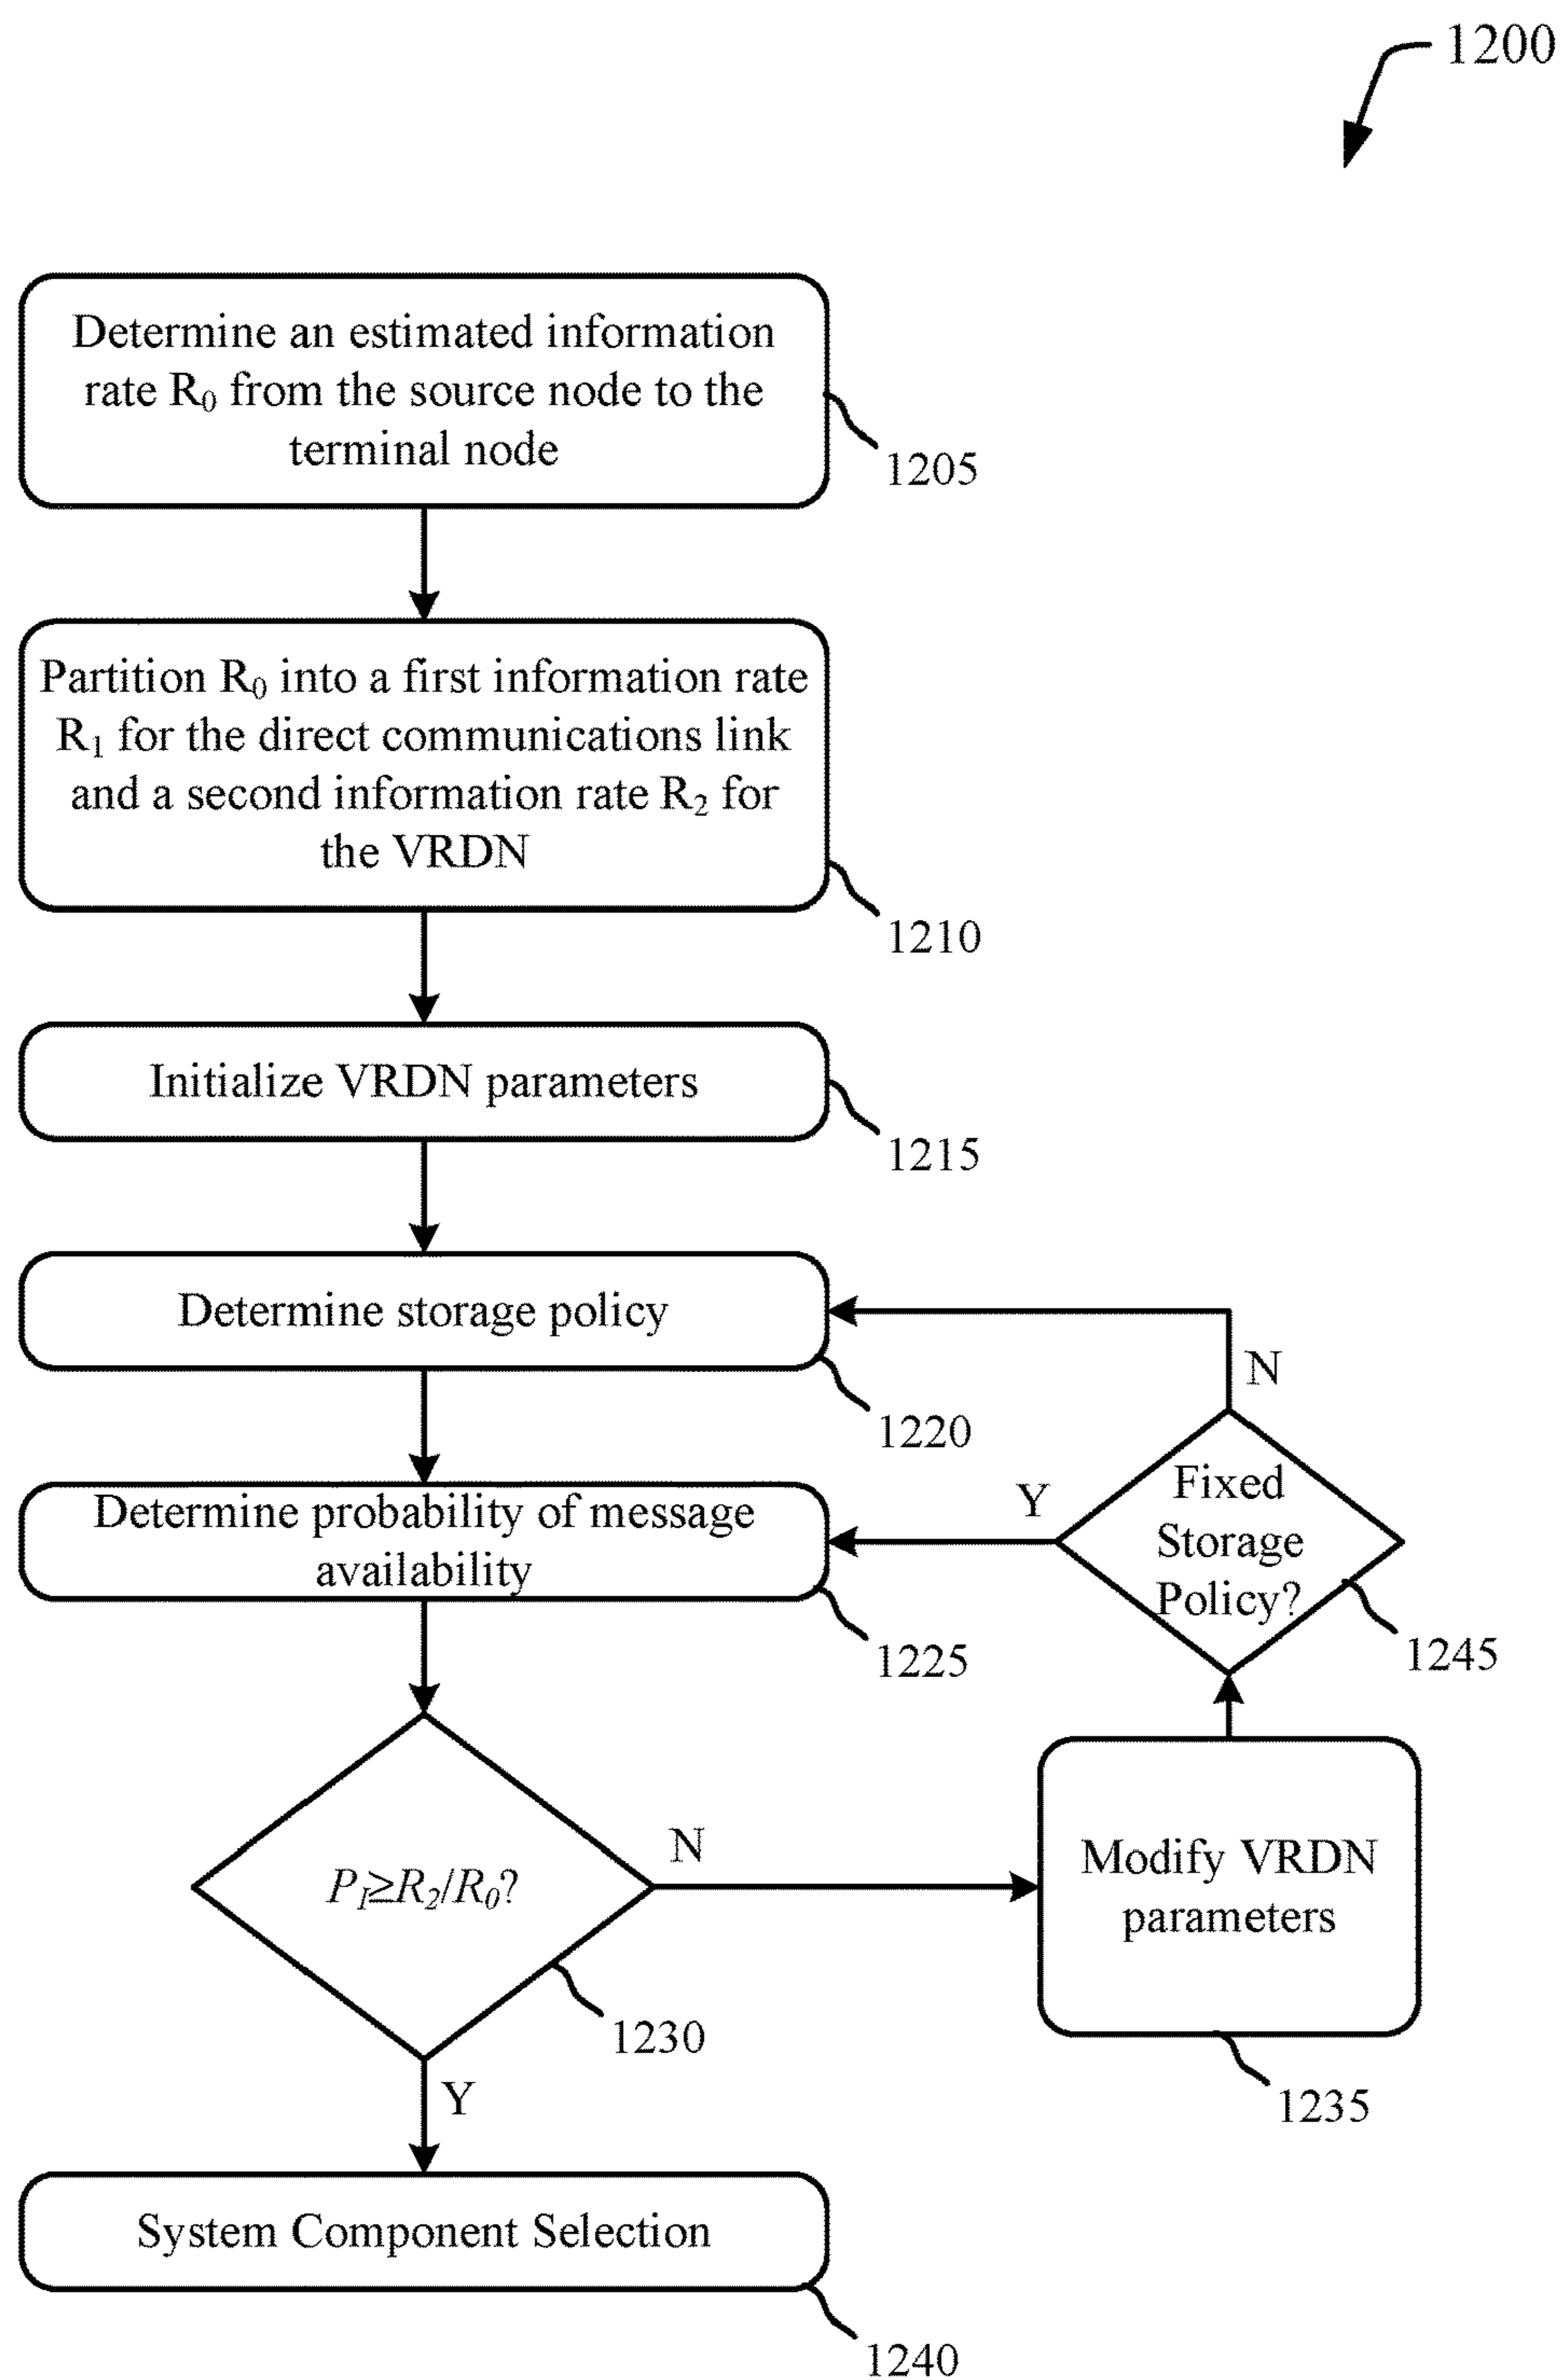 1200
Determine an estimated information
rate R₀ from the source node to the
terminal node
1205
Partition R₀ into a first information rate
R₁ for the direct communications link
and a second information rate R₂ for
the VRDN
1210
Initialize VRDN parameters
1215
Determine storage policy
1220
N
Determine probability of message
availability
1225
Y
Fixed
Storage
Policy?
1245
P_I≥R₂/R₀?
N
1230
Y
Modify VRDN
parameters
1235
System Component Selection
1240